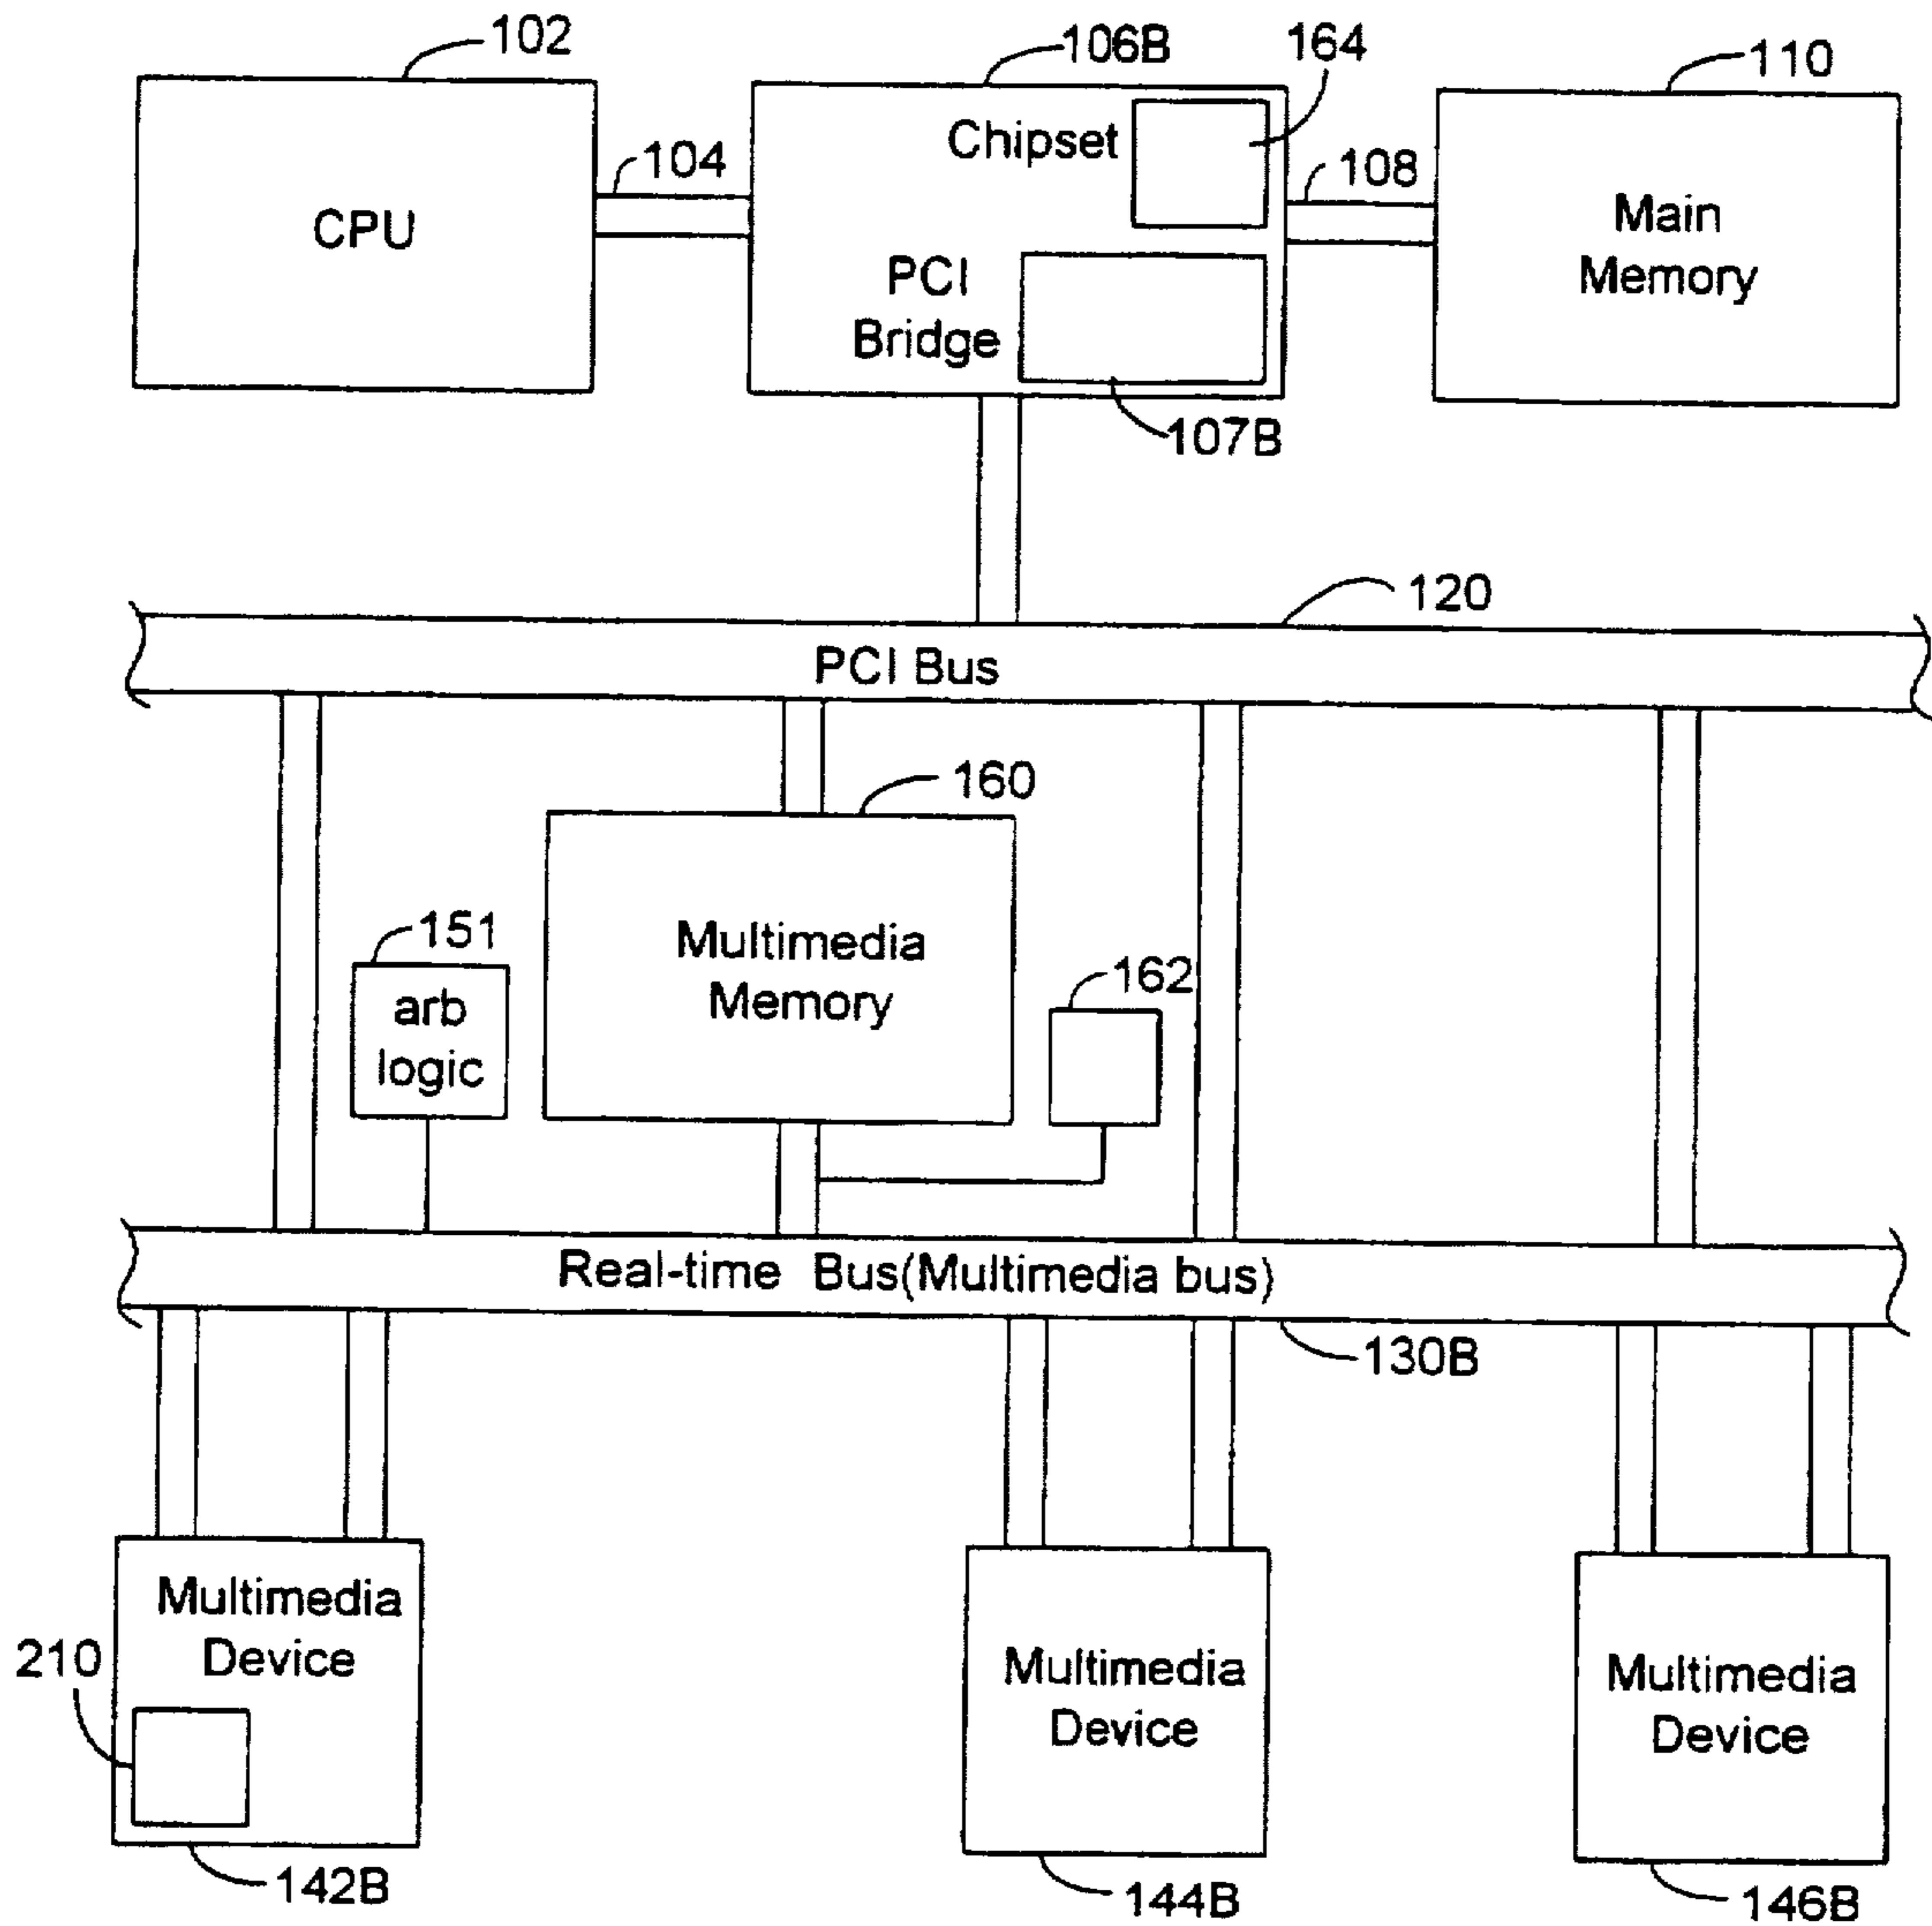 102
106B
164
110
104
Chipset
108
CPU
Main
Memory
PCI
Bridge
107B
120
PCI Bus
160
151
Multimedia
Memory
162
arb
logic
Real-time Bus(Multimedia bus)
130B
Multimedia
Device
210
Multimedia
Device
Multimedia
Device
142B
144B
146B